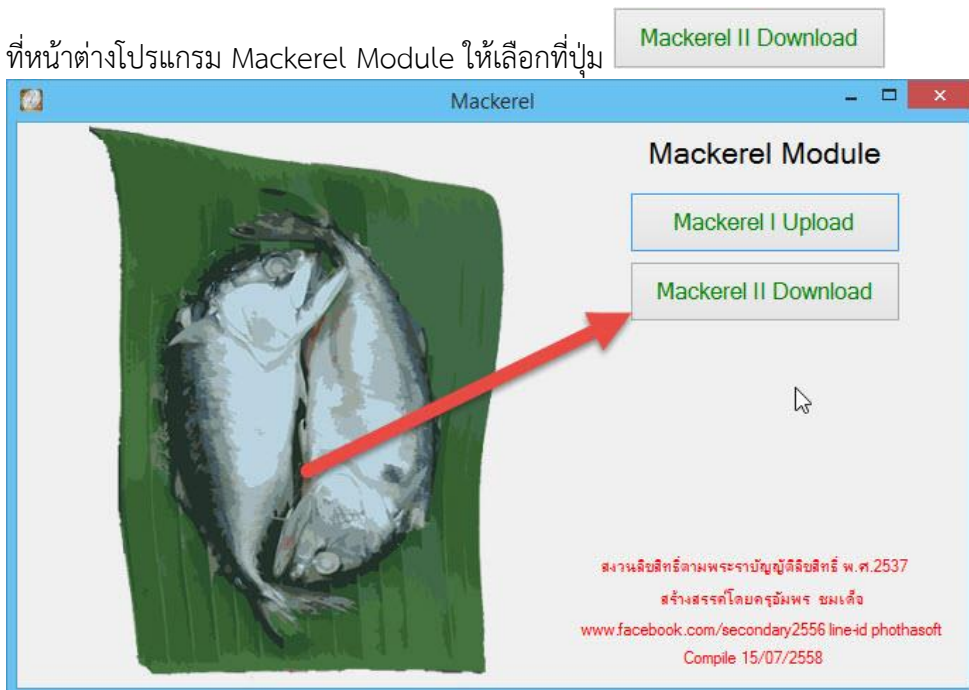 ที่หน้าต่างโปรแกรม Mackerel Module ให้เลือกที่ปุ่ม Mackerel II Download
Mackerel
Mackerel Module
Mackerel I Upload
Mackerel II Download
สงวนลิขสิทธิ์ตามพระราบัญญัติลิขสิทธิ์ พ.ศ.2537
สร้างสรรค์โดยครูอัมพร ชมเด็จ
www.facebook.com/secondary2556 line-id phothasoft
Compile 15/07/2558